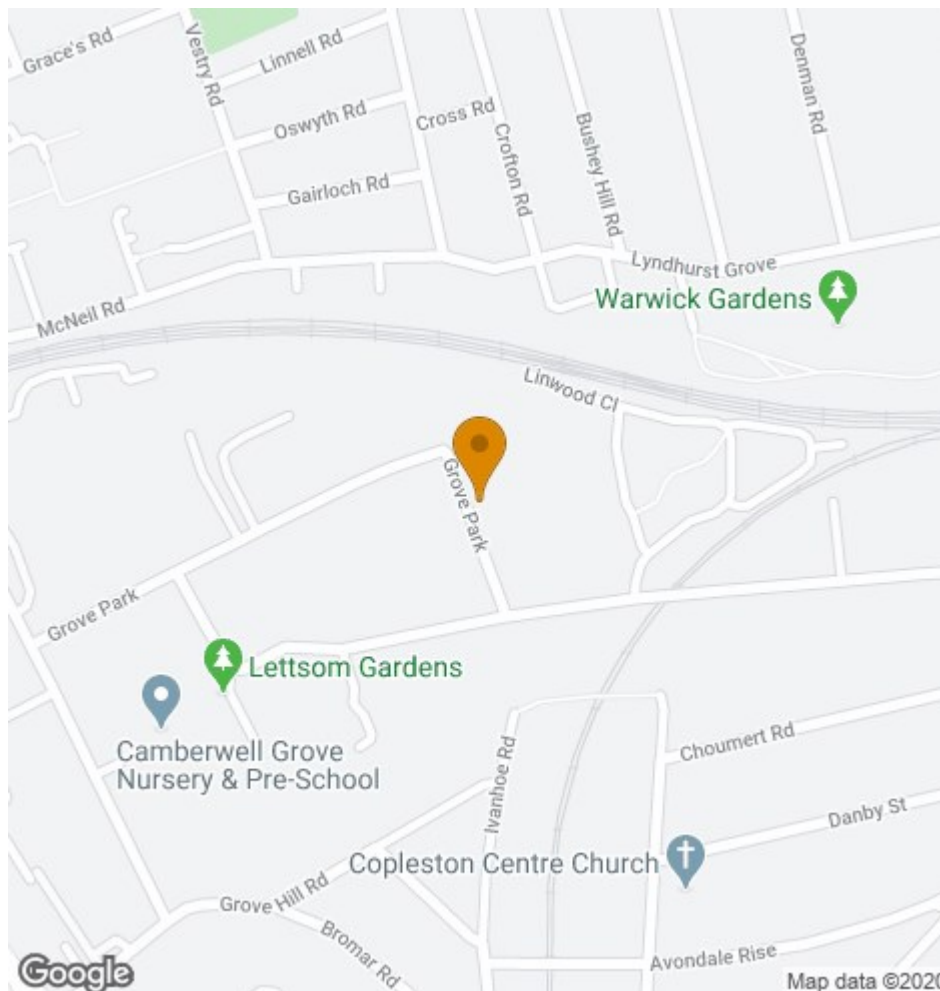 Grace's Rd
Vestry Rd
Linnell Rd
Denman Rd
Oswyth Rd
Cross Rd
Crofton Rd
Bushey Hill Rd
Gairloch Rd
Lyndhurst Grove
Warwick Gardens
McNeil Rd
Linwood Cl
Grove Park
Grove Park
Lettsom Gardens
Camberwell Grove
Nursery & Pre-School
Ivanhoe Rd
Choumert Rd
Danby St
Copleston Centre Church
Grove Hill Rd
Bromar Rd
Avondale Rise
Google
Map data ©2020